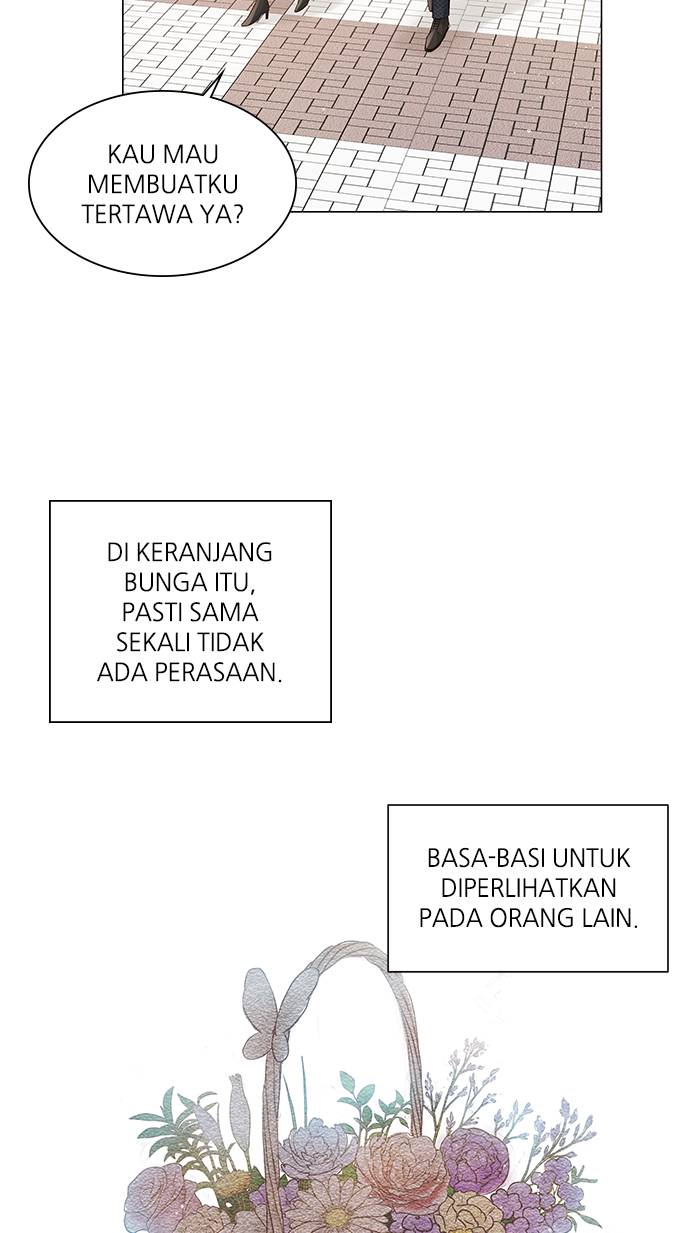 KAU MAU
MEMBUATKU
TERTAWA YA?
DI KERANJANG
BUNGA ITU,
PASTI SAMA
SEKALI TIDAK
ADA PERASAAN.
BASA-BASI UNTUK
DIPERLIHATKAN
PADA ORANG LAIN.